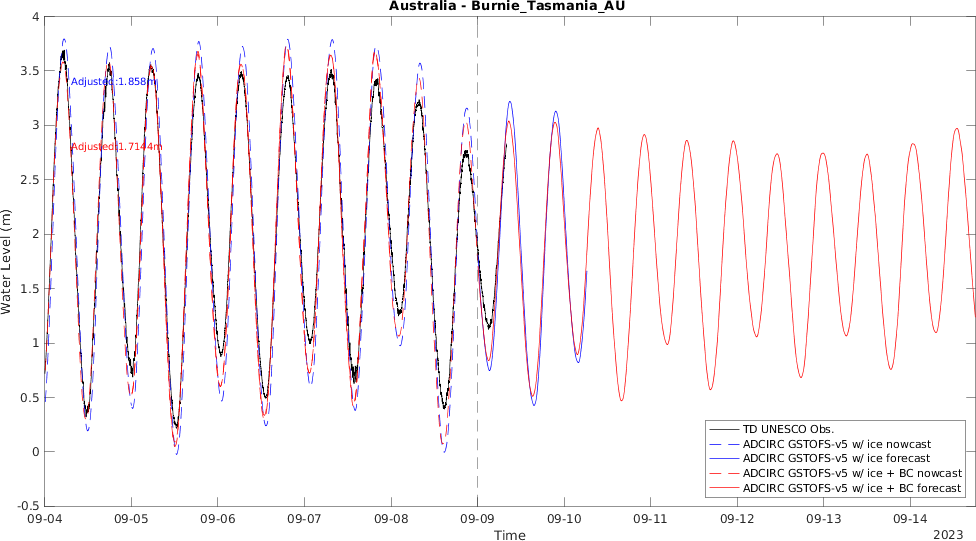 Australia - Burnie_Tasmania_AU
4
3.5
3
2.5
2
1.5
1
0.5
0
-0.5
Water Level (m)
Adjusted:1.858m
Adjusted:1.7144m
TD UNESCO Obs.
ADCIRC GSTOFS-v5 w/ ice nowcast
ADCIRC GSTOFS-v5 w/ ice forecast
ADCIRC GSTOFS-v5 w/ ice + BC nowcast
ADCIRC GSTOFS-v5 w/ ice + BC forecast
09-04 09-05 09-06 09-07 09-08 09-09 09-10 09-11 09-12 09-13 09-14
Time
2023